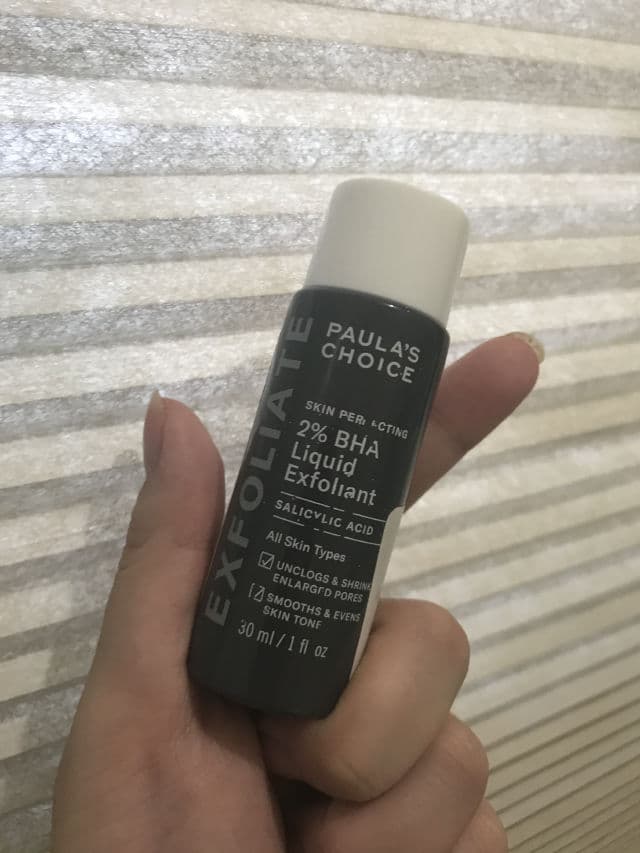 EXFOLIATE
PAULA'S
CHOICE
SKIN PERFECTING
2% BHA
Liquid
Exfoliant
SALICYLIC ACID
All Skin Types
UNCLOGS & SHRINK
ENLARGED PORES
SMOOTHS & EVENS
SKIN TONE
30 ml / 1 fl oz